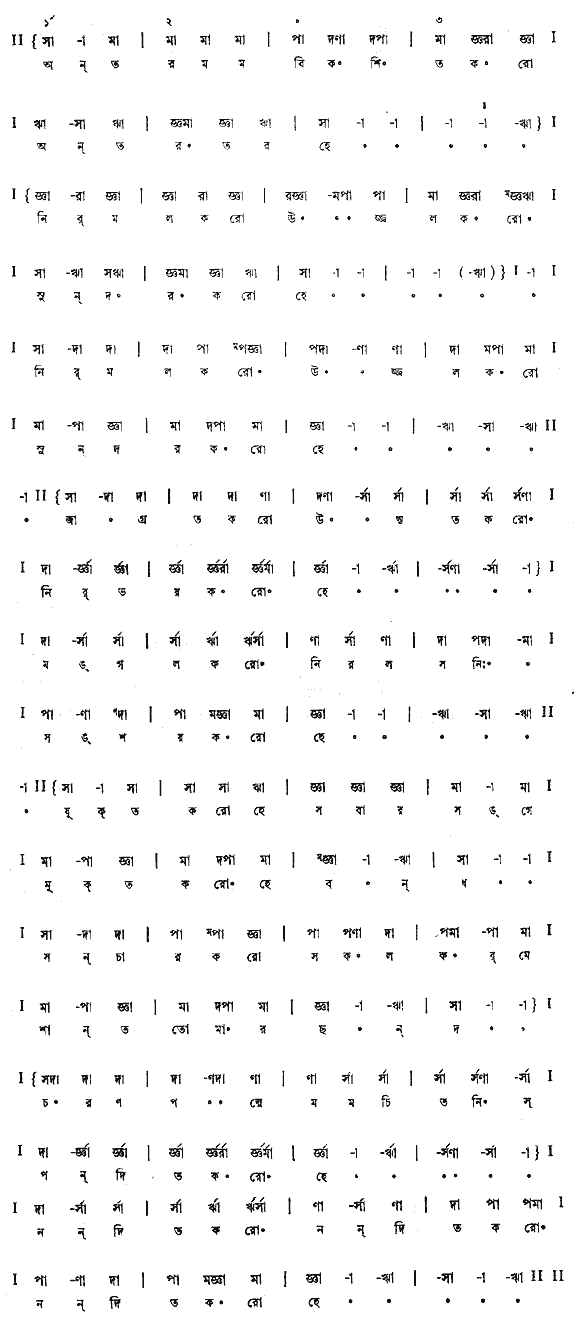 ১´ ২ ০ ৩
II { সা -া মা | মা মা মা | পা দণা দপা | মা জ্ঞরা জ্ঞা I
অ ন্ ত র ম ম বি ক॰ শি॰ ত ক॰ রো
I ঋা -সা ঋা | জ্ঞমা জ্ঞা ঋা | সা -া -া | -া -া -ঋা } I
অ ন্ ত র॰ ত র হে ॰ ॰ ॰ ॰ ॰
I { জ্ঞা -রা জ্ঞা | জ্ঞা রা জ্ঞা | রজ্ঞা -মপা পা | মা জ্ঞরা ঋজ্ঞঋা I
নি র্ ম ল ক রো উ॰ ॰॰ জ্জ্ব ল ক॰ রো॰
I সা -ঋা সঋা | জ্ঞমা জ্ঞা ঋা | সা -া -া | -া -া (-ঋা) } I -া I
সু ন্ দ॰ র॰ ক রো হে ॰ ॰ ॰ ॰ ॰ ॰
I সা -দা দা | দা পা মপজ্ঞা | পদা -ণা ণা | দা মপা মা I
নি র্ ম ল ক রো॰ উ॰ ॰ জ্জ্ব ল ক॰ রো
I মা -পা জ্ঞা | মা দপা মা | জ্ঞা -া -া | -ঋা -সা -ঋা II
সু ন্ দ র ক॰ রো হে ॰ ॰ ॰ ॰ ॰
-া II { সা -দা দা | দা দা ণা | দণা -র্সা র্সা | র্সা র্সা র্সণা I
॰ জা ॰ গ্র ত ক রো উ॰ ॰ দ্য ত ক রো॰
I দা -র্জ্ঞা র্জ্ঞা | র্জ্ঞা র্জ্ঞর্রা র্জ্ঞর্মা | র্জ্ঞা -া -র্ঋা | -র্সণা -র্সা -া } I
নি র্ ভ য় ক॰ রো॰ হে ॰ ॰ ॰॰ ॰ ॰
I দা -র্সা র্সা | র্সা র্ঋা র্ঋর্সা | ণা র্সা ণা | দা পদা -মা I
ম ঙ্ গ ল ক রো॰ নি র ল স নিঃ॰ ॰
I পা -ণা ণদা | পা মজ্ঞা মা | জ্ঞা -া -া | -ঋা -সা -ঋা II
স ঙ্ শ য় ক॰ রো হে ॰ ॰ ॰ ॰ ॰
-া II { সা -া সা | সা সা ঋা | জ্ঞা জ্ঞা জ্ঞা | মা -া মা I
॰ যু ক্ ত ক রো হে স বা র স ঙ্ গে
I মা -পা জ্ঞা | মা দপা মা | মজ্ঞা -া -ঋা | সা -া -া I
মু ক্ ত ক রো॰ হে ব ॰ ন্ ধ ॰ ॰
I সা -দা দা | পা মপা জ্ঞা | পা পণা দা | পমা -পা মা I
স ন্ চা র ক রো স ক॰ ল ক॰ র্ মে
I মা -পা জ্ঞা | মা দপা মা | জ্ঞা -া -ঋা | সা -া -া } I
শা ন্ ত তো মা॰ র ছ ॰ ন্ দ ॰ ॰
I { সদা দা দা | দা -ণদা ণা | ণা র্সা র্সা | র্সা র্সণা -র্সা I
চ॰ র ণ প ॰॰ দ্মে ম ম চি ত নি॰ স্
I দা -র্জ্ঞা র্জ্ঞা | র্জ্ঞা র্জ্ঞর্রা র্জ্ঞর্মা | র্জ্ঞা -া -র্ঋা | -র্সণা -র্সা -া } I
প ন্ দি ত ক॰ রো॰ হে ॰ ॰ ॰॰ ॰ ॰
I দা -র্সা র্সা | র্সা র্ঋা র্ঋর্সা | ণা -র্সা ণা | দা পা পমা I
ন ন্ দি ত ক রো॰ ন ন্ দি ত ক রো॰
I পা -ণা দা | পা মজ্ঞা মা | জ্ঞা -া -ঋা | -সা -া -ঋা II II
ন ন্ দি ত ক॰ রো হে ॰ ॰ ॰ ॰ ॰